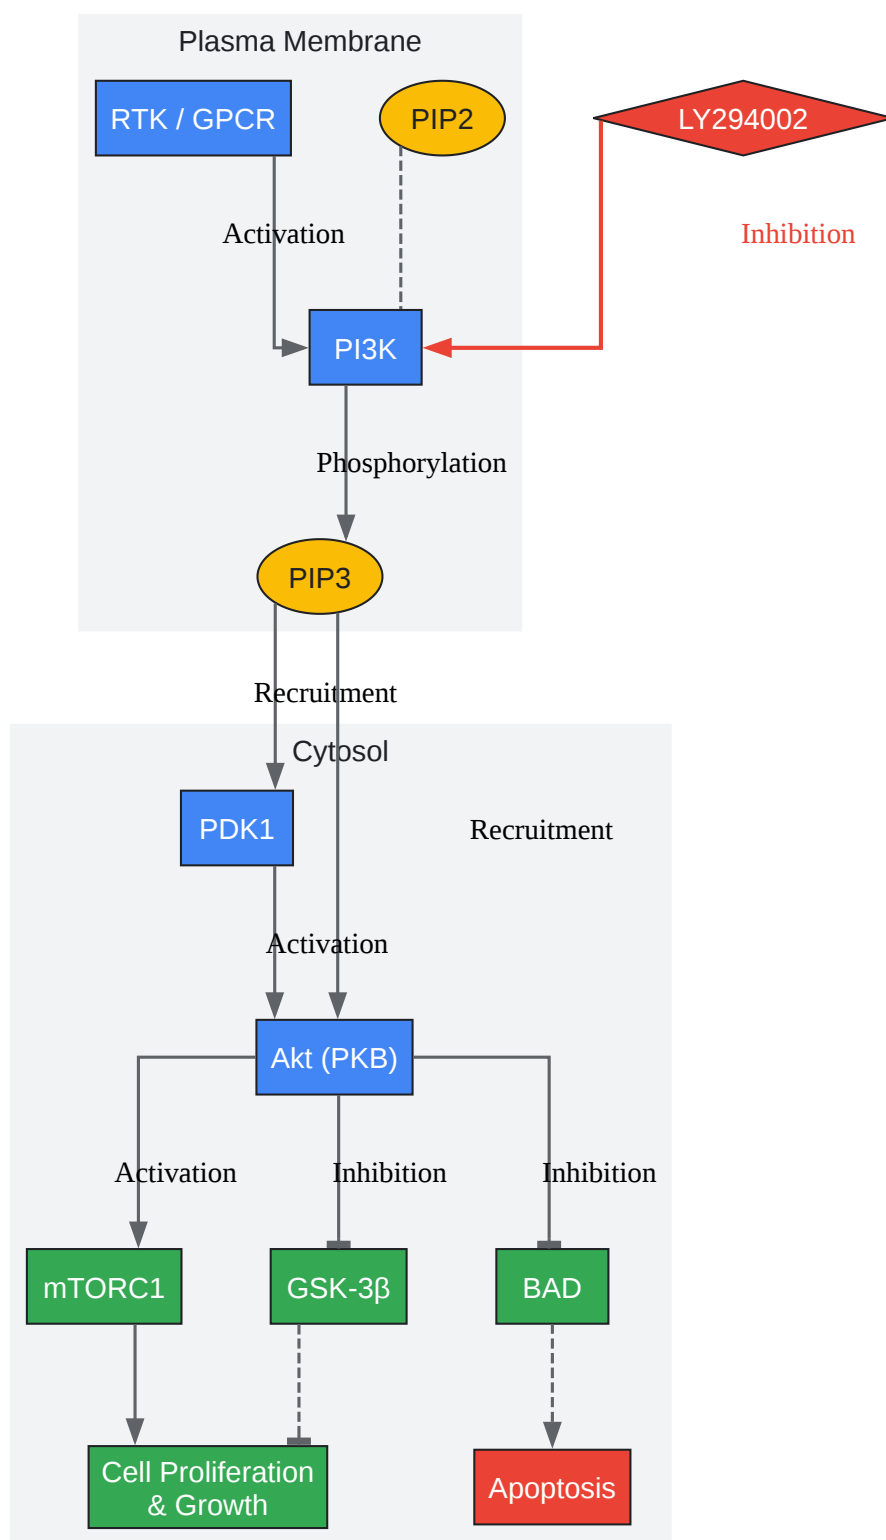 Plasma Membrane
RTK / GPCR
PIP2
LY294002
Activation
Inhibition
PI3K
Phosphorylation
PIP3
Recruitment
Cytosol
PDK1
Recruitment
Activation
Akt (PKB)
Activation
Inhibition
Inhibition
mTORC1
GSK-3β
BAD
Cell Proliferation
& Growth
Apoptosis